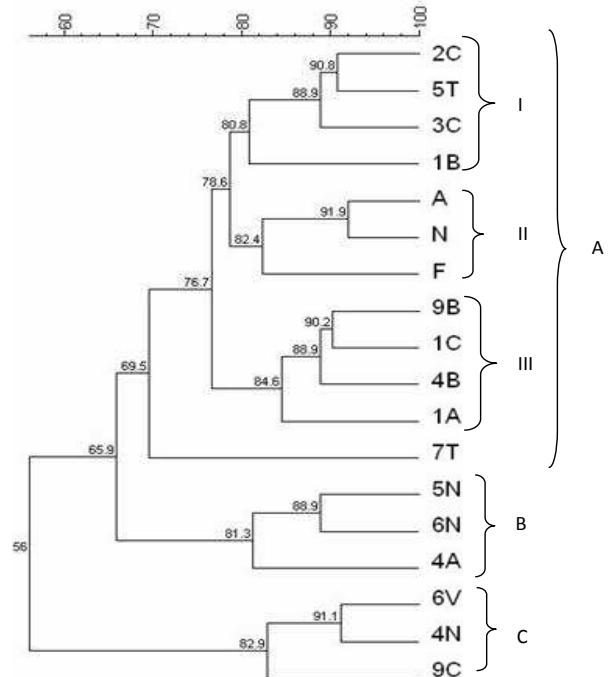 60 70 80 90 100
2C
90.8
5T
88.9
I
3C
80.8
1B
78.6
A
91.9
N
II
82.4
F
A
76.7
9B
90.2
1C
88.9
III
4B
84.6
1A
69.5
7T
65.9
5N
88.9
6N
B
81.3
4A
56
6V
91.1
4N
C
82.9
9C